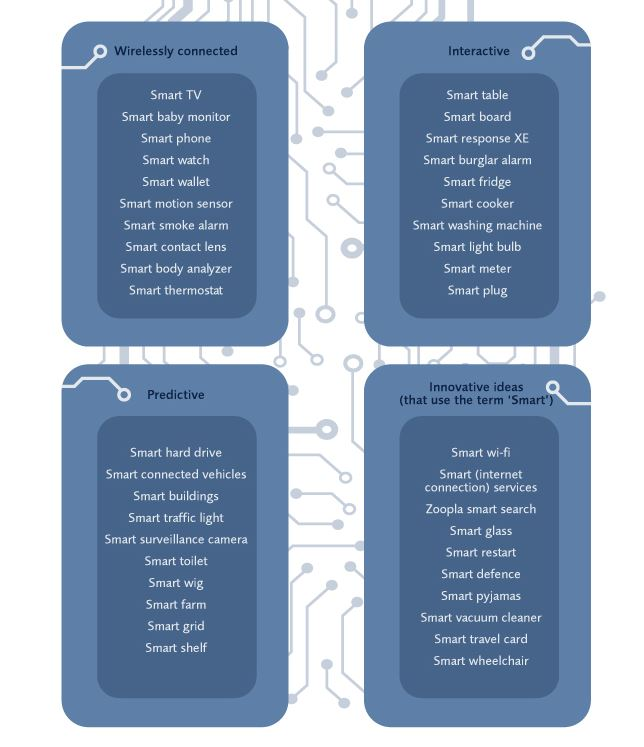 Wirelessly connected
Smart TV
Smart baby monitor
Smart phone
Smart watch
Smart wallet
Smart motion sensor
Smart smoke alarm
Smart contact lens
Smart body analyzer
Smart thermostat
Interactive
Smart table
Smart board
Smart response XE
Smart burglar alarm
Smart fridge
Smart cooker
Smart washing machine
Smart light bulb
Smart meter
Smart plug
Predictive
Smart hard drive
Smart connected vehicles
Smart buildings
Smart traffic light
Smart surveillance camera
Smart toilet
Smart wig
Smart farm
Smart grid
Smart shelf
Innovative ideas
(that use the term ‘Smart’)
Smart wi-fi
Smart (internet
connection) services
Zoopla smart search
Smart glass
Smart restart
Smart defence
Smart pyjamas
Smart vacuum cleaner
Smart travel card
Smart wheelchair